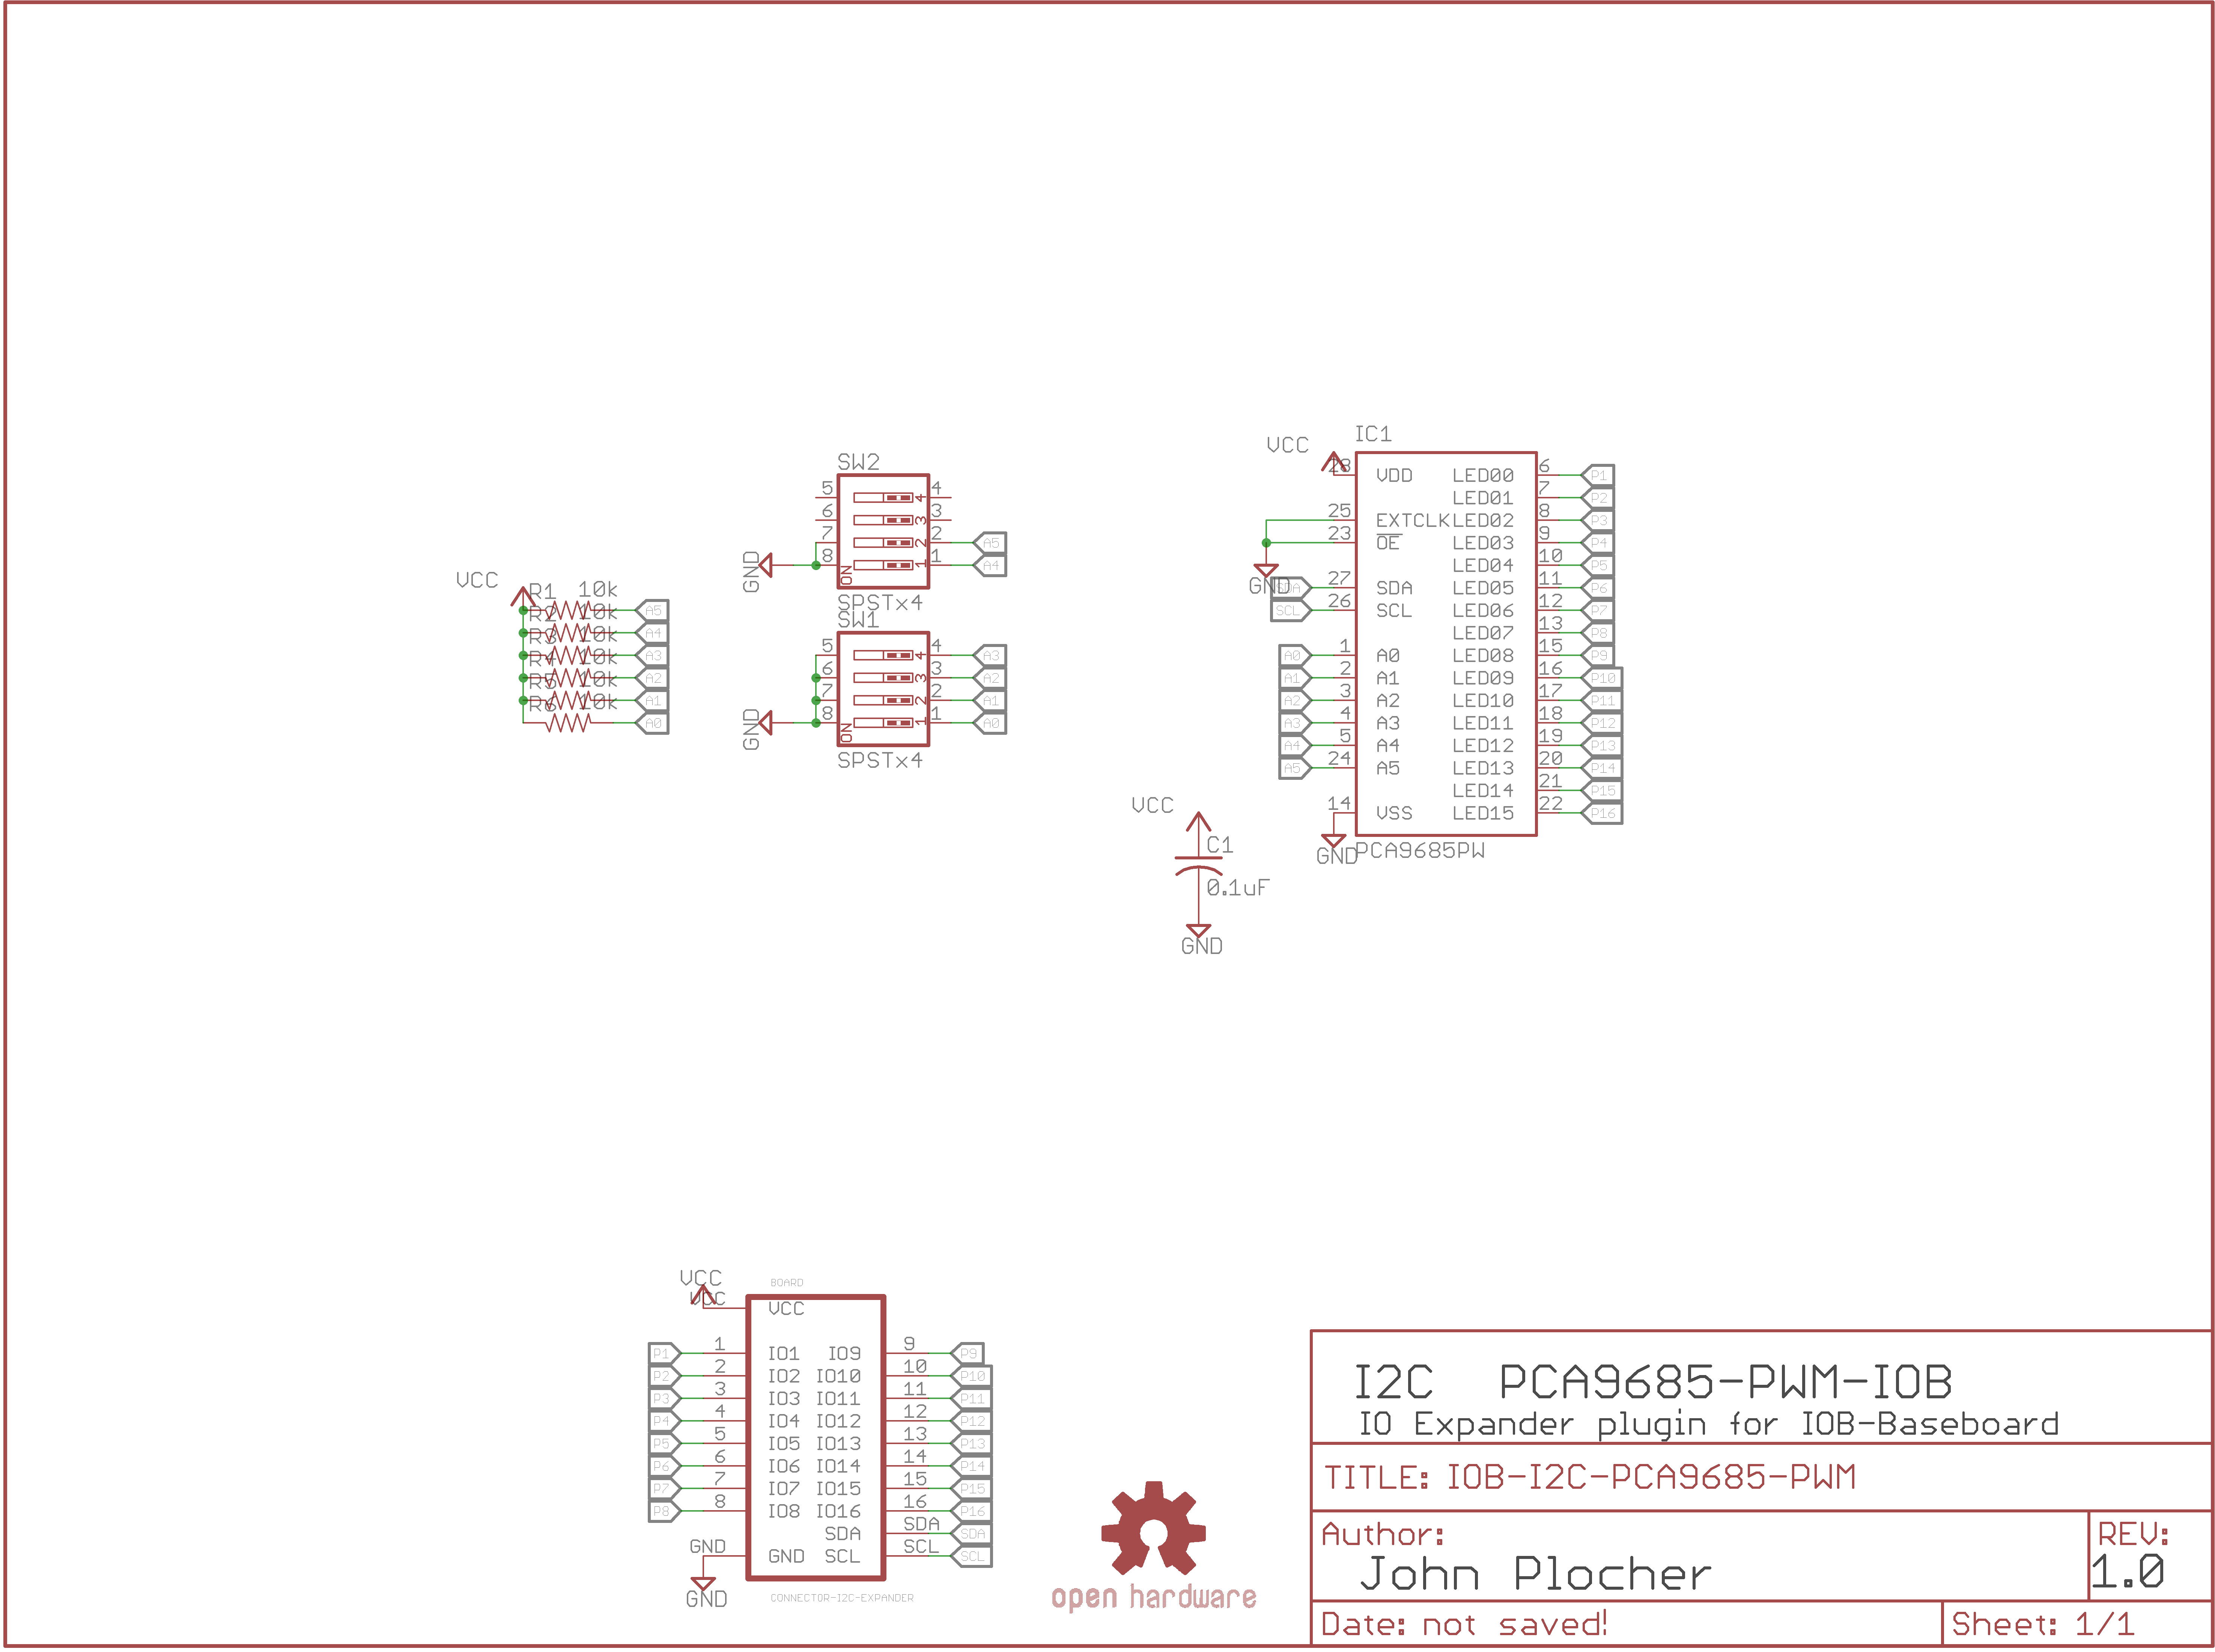 SW2
5 4
6 3
7 2 A5
8 1 A4
4
3
2
1
ON
GND
SPSTx4
SW1
5 4 A3
6 3 A2
7 2 A1
8 1 A0
4
3
2
1
ON
GND
SPSTx4
VCC
R1 10k A5
R2 10k A4
R3 10k A3
R4 10k A2
R5 10k A1
R6 10k A0
IC1
VCC
28 VDD LED00 6 P1
LED01 7 P2
25 EXTCLK LED02 8 P3
23 OE LED03 9 P4
LED04 10 P5
GND
SDA 27 SDA LED05 11 P6
SCL 26 SCL LED06 12 P7
LED07 13 P8
A0 1 A0 LED08 15 P9
A1 2 A1 LED09 16 P10
A2 3 A2 LED10 17 P11
A3 4 A3 LED11 18 P12
A4 5 A4 LED12 19 P13
A5 24 A5 LED13 20 P14
LED14 21 P15
14 VSS LED15 22 P16
GND
PCA9685PW
VCC
C1
0.1uF
GND
VCC
BOARD
VCC VCC
P1 1 IO1 IO9 9 P9
P2 2 IO2 IO10 10 P10
P3 3 IO3 IO11 11 P11
P4 4 IO4 IO12 12 P12
P5 5 IO5 IO13 13 P13
P6 6 IO6 IO14 14 P14
P7 7 IO7 IO15 15 P15
P8 8 IO8 IO16 16 P16
SDA SDA SDA
GND GND SCL SCL SCL
GND
CONNECTOR-I2C-EXPANDER
open hardware
I2C PCA9685-PWM-IOB
IO Expander plugin for IOB-Baseboard
TITLE: IOB-I2C-PCA9685-PWM
Author:
John Plocher
REV:
1.0
Date: not saved!
Sheet: 1/1